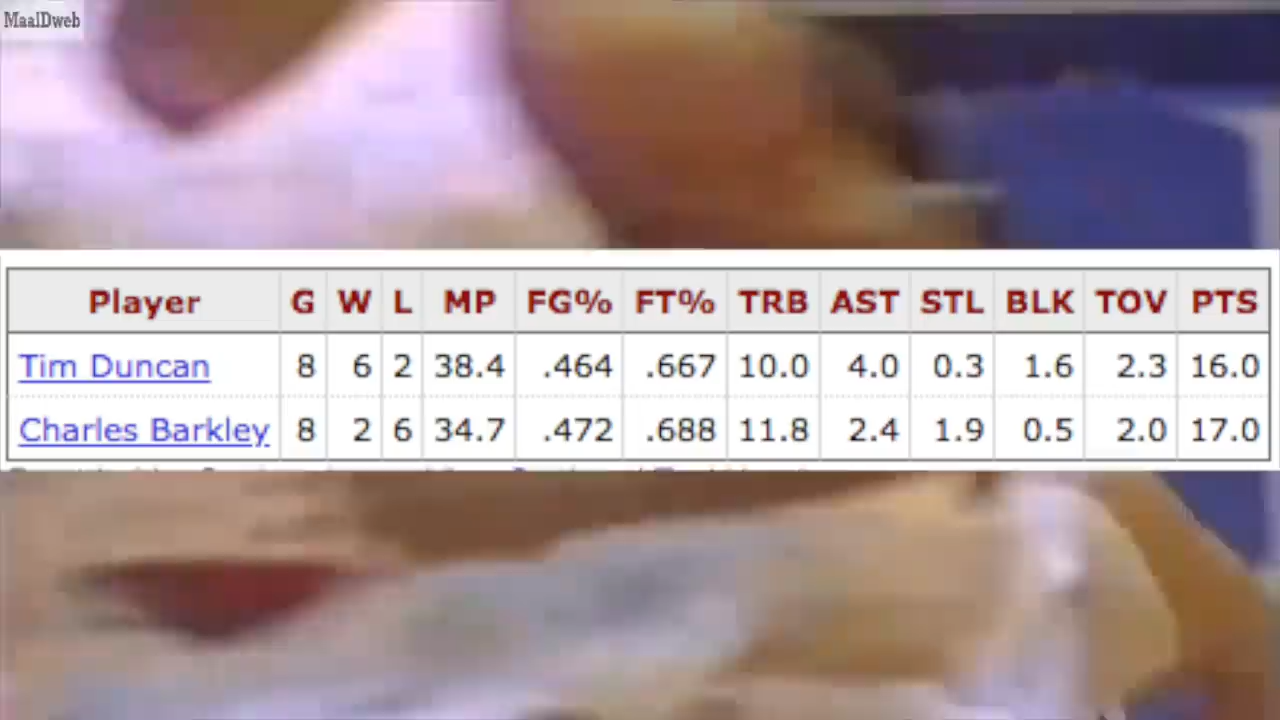 MaalDweb
Player G W L MP FG% FT% TRB AST STL BLK TOV PTS
Tim Duncan 8 6 2 38.4 .464 .667 10.0 4.0 0.3 1.6 2.3 16.0
Charles Barkley 8 2 6 34.7 .472 .688 11.8 2.4 1.9 0.5 2.0 17.0